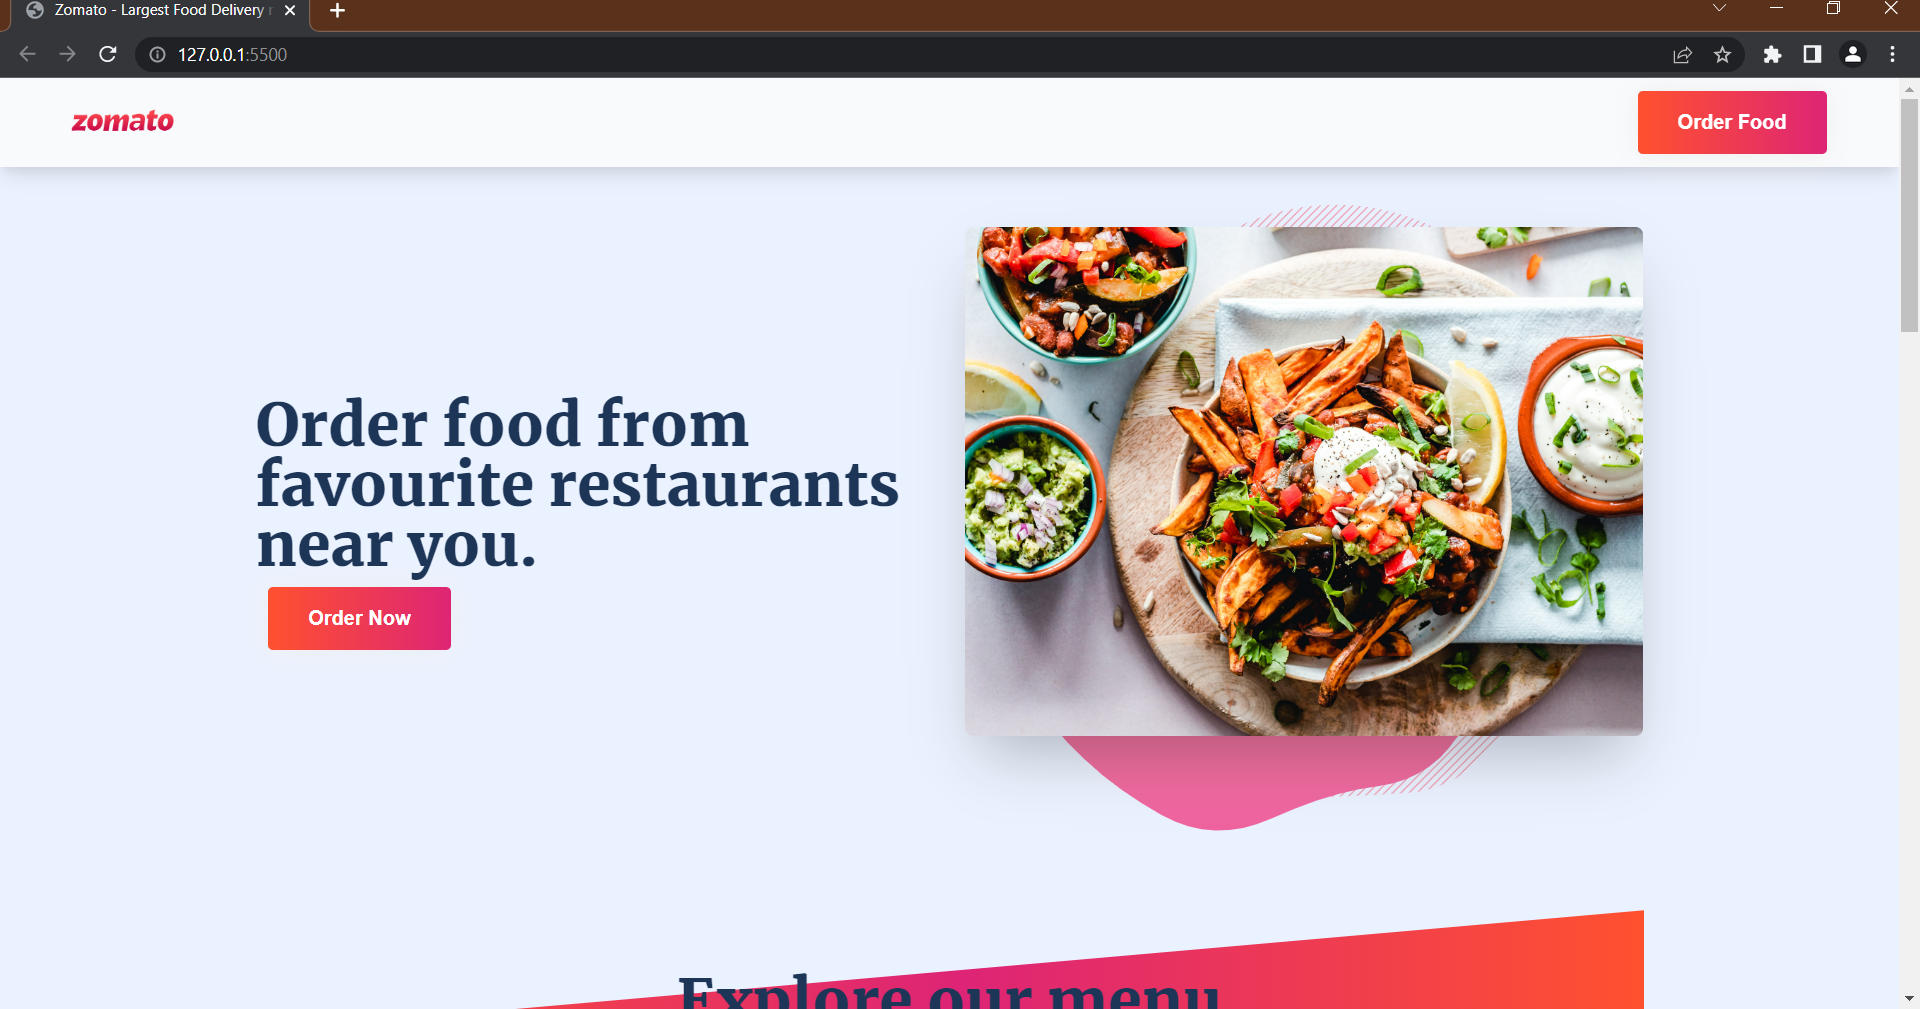 Zomato - Largest Food Delivery
127.0.0.1:5500
zomato
Order Food
Order food from
favourite restaurants
near you.
Order Now
Explore our menu